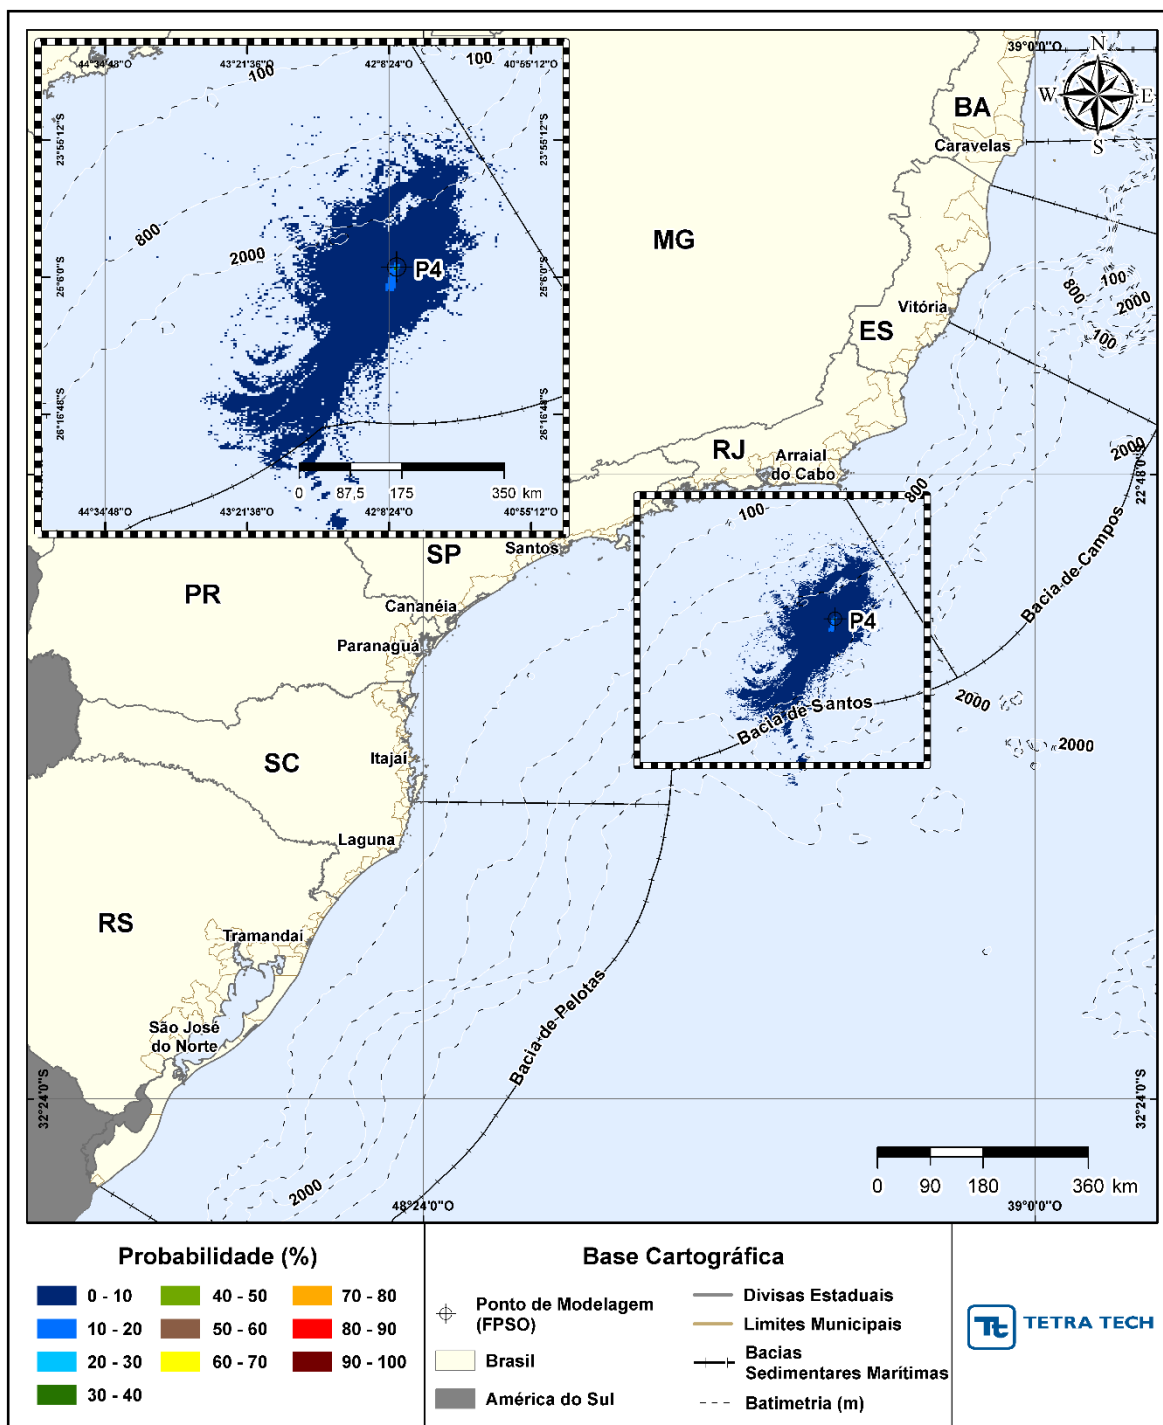 44°34'48"O
43°21'36"O
42°8'24"O
40°55'12"O
100
100
23°55'12"S
23°55'12"S
800
2000
P4
25°6'0"S
25°6'0"S
26°16'48"S
26°16'48"S
0 87,5 175 350 km
44°34'48"O
43°21'36"O
42°8'24"O
40°55'12"O
39°0'0"O
N
W E
S
BA
Caravelas
MG
800
100
2000
100
Vitória
ES
2000
22°48'0"S
RJ
Arraial
do Cabo
800
100
Bacia de Campos
SP
Santos
PR
Cananéia
Paranaguá
P4
Bacia de Santos
2000
2000
SC
Itajaí
Laguna
RS
Tramandaí
Bacia de Pelotas
São José
do Norte
32°24'0"S
32°24'0"S
2000
48°24'0"O
39°0'0"O
0 90 180 360 km
Probabilidade (%)
0 - 10
10 - 20
20 - 30
30 - 40
40 - 50
50 - 60
60 - 70
70 - 80
80 - 90
90 - 100
Base Cartográfica
Ponto de Modelagem
(FPSO)
Brasil
América do Sul
Divisas Estaduais
Limites Municipais
Bacias
Sedimentares Marítimas
Batimetria (m)
Tt
TETRA TECH